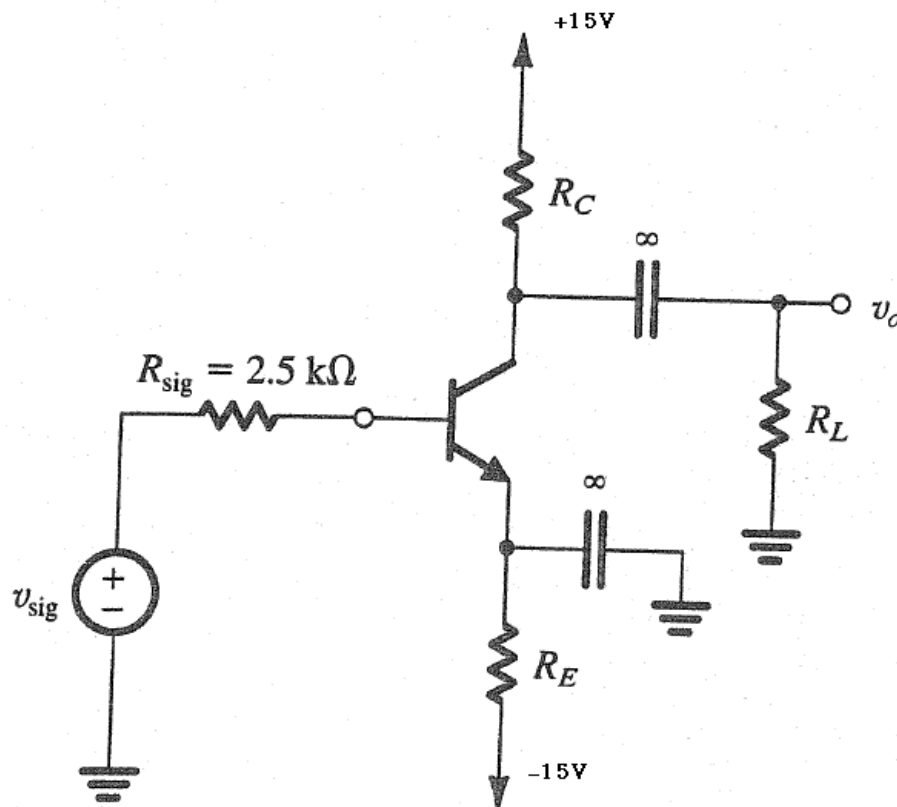 +15V
R_C
∞
v_o
R_sig = 2.5 kΩ
R_L
∞
+
−
v_sig
R_E
-15V